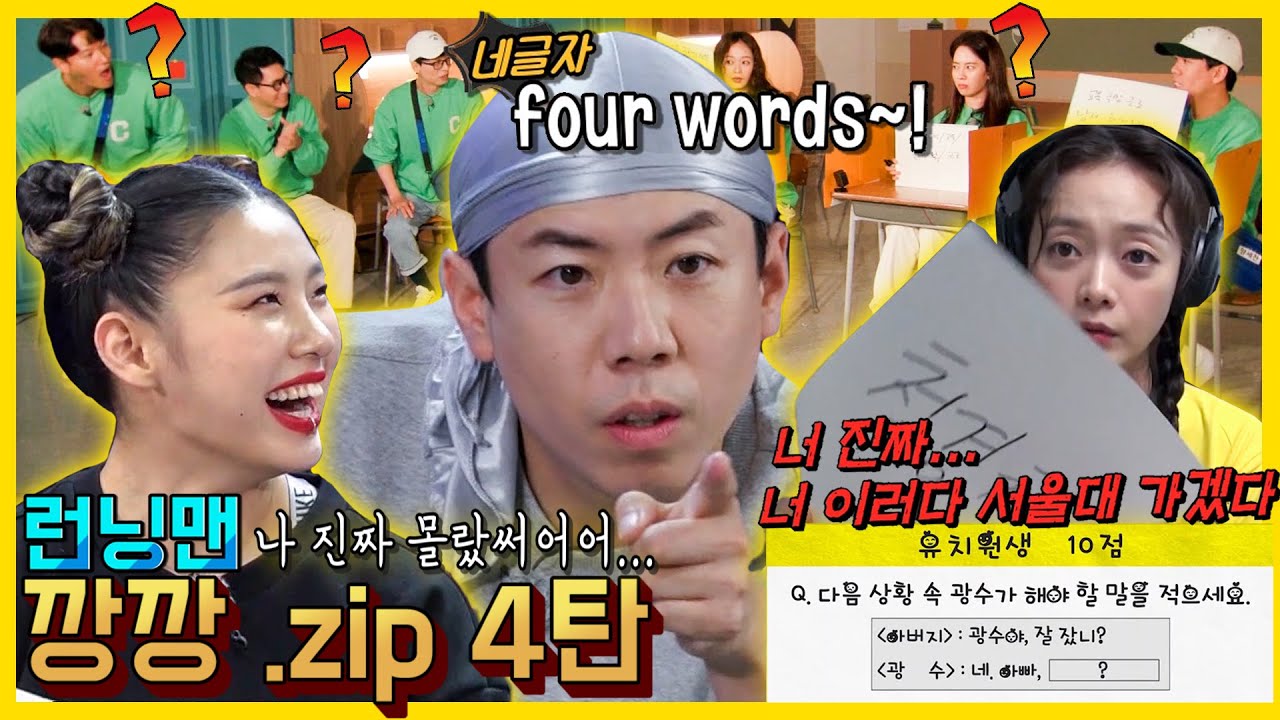 네글자
four words~!
C
너 진짜...
너 이러다 서울대 가겠다
런닝맨
나 진짜 몰랐써어어...
깡깡 .zip 4탄
유치원생 10점
Q. 다음 상황 속 광수가 해야 할 말을 적으세요.
<아버지> : 광수야, 잘 잤니?
<광 수> : 네. 아빠, ?